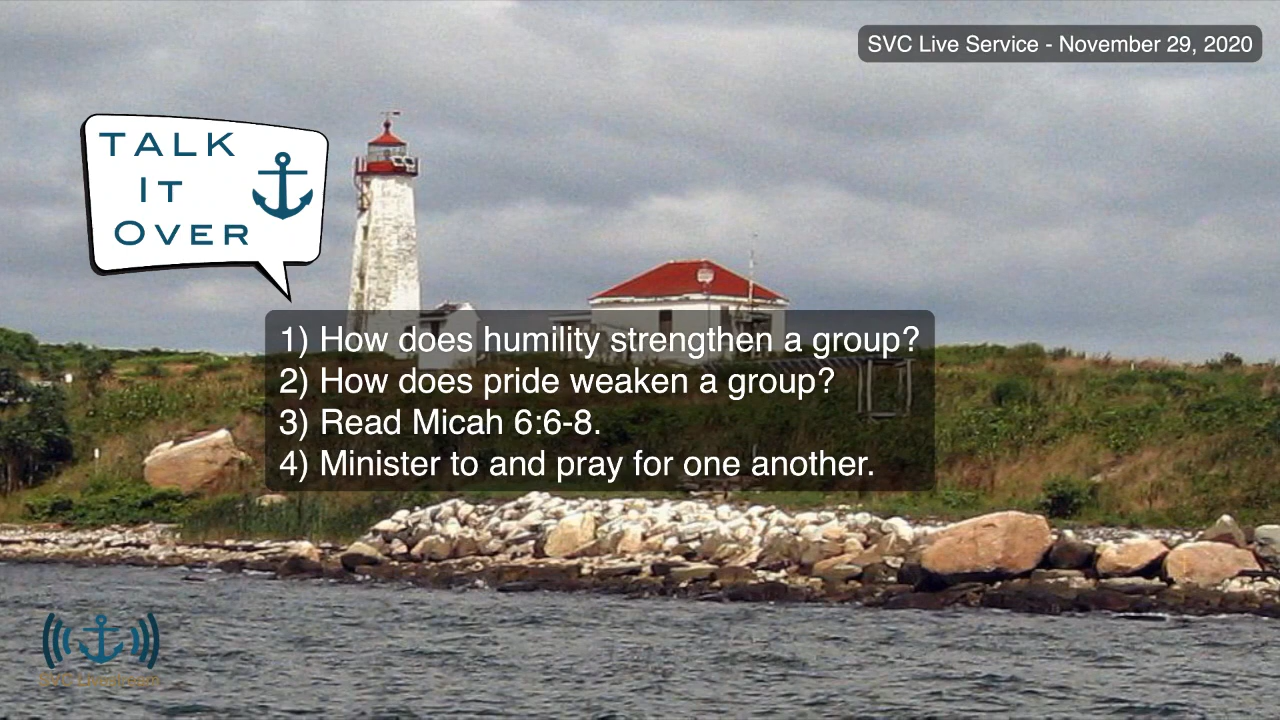 SVC Live Service - November 29, 2020
TALK
IT
OVER
1) How does humility strengthen a group?
2) How does pride weaken a group?
3) Read Micah 6:6-8.
4) Minister to and pray for one another.